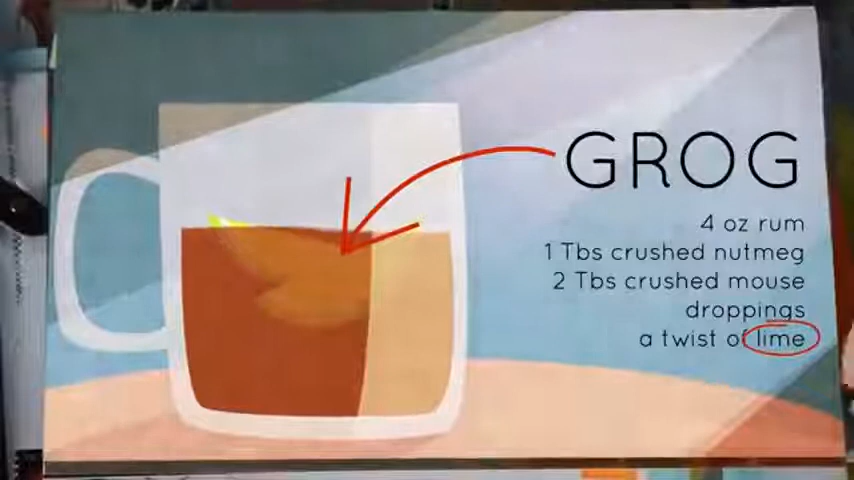 GROG
4 oz rum
1 Tbs crushed nutmeg
2 Tbs crushed mouse
droppings
a twist of lime